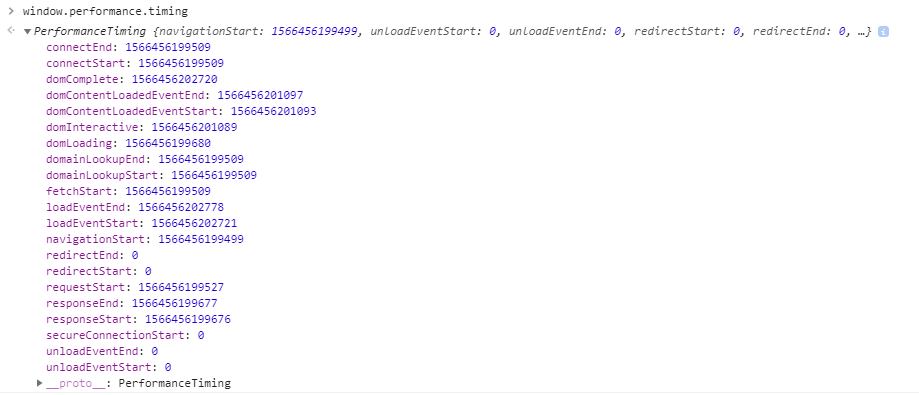 > window.performance.timing
PerformanceTiming {navigationStart: 1566456199499, unloadEventStart: 0, unloadEventEnd: 0, redirectStart: 0, redirectEnd: 0, …} i
connectEnd: 1566456199509
connectStart: 1566456199509
domComplete: 1566456202720
domContentLoadedEventEnd: 1566456201097
domContentLoadedEventStart: 1566456201093
domInteractive: 1566456201089
domLoading: 1566456199680
domainLookupEnd: 1566456199509
domainLookupStart: 1566456199509
fetchStart: 1566456199509
loadEventEnd: 1566456202778
loadEventStart: 1566456202721
navigationStart: 1566456199499
redirectEnd: 0
redirectStart: 0
requestStart: 1566456199527
responseEnd: 1566456199677
responseStart: 1566456199676
secureConnectionStart: 0
unloadEventEnd: 0
unloadEventStart: 0
__proto__: PerformanceTiming